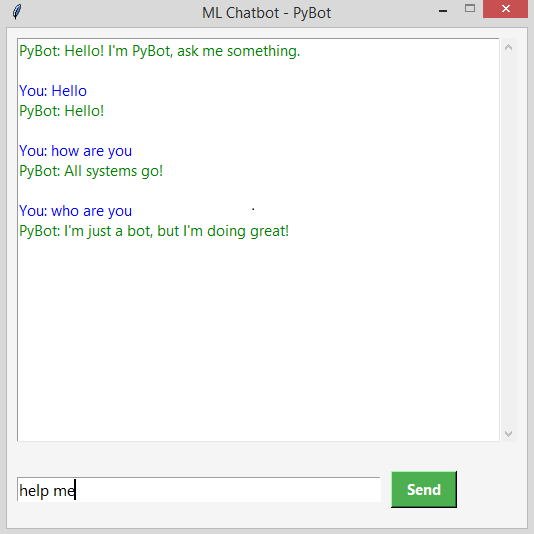 ML Chatbot - PyBot
PyBot: Hello! I'm PyBot, ask me something.
You: Hello
PyBot: Hello!
You: how are you
PyBot: All systems go!
You: who are you
PyBot: I'm just a bot, but I'm doing great!
help me
Send